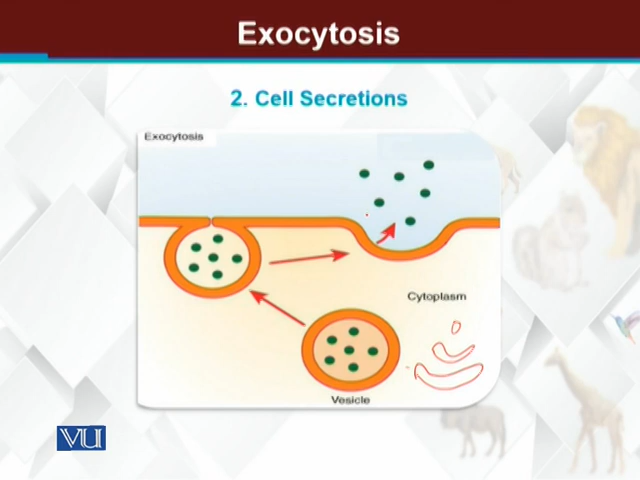 Exocytosis
2. Cell Secretions
Exocytosis
Cytoplasm
Vesicle
VU